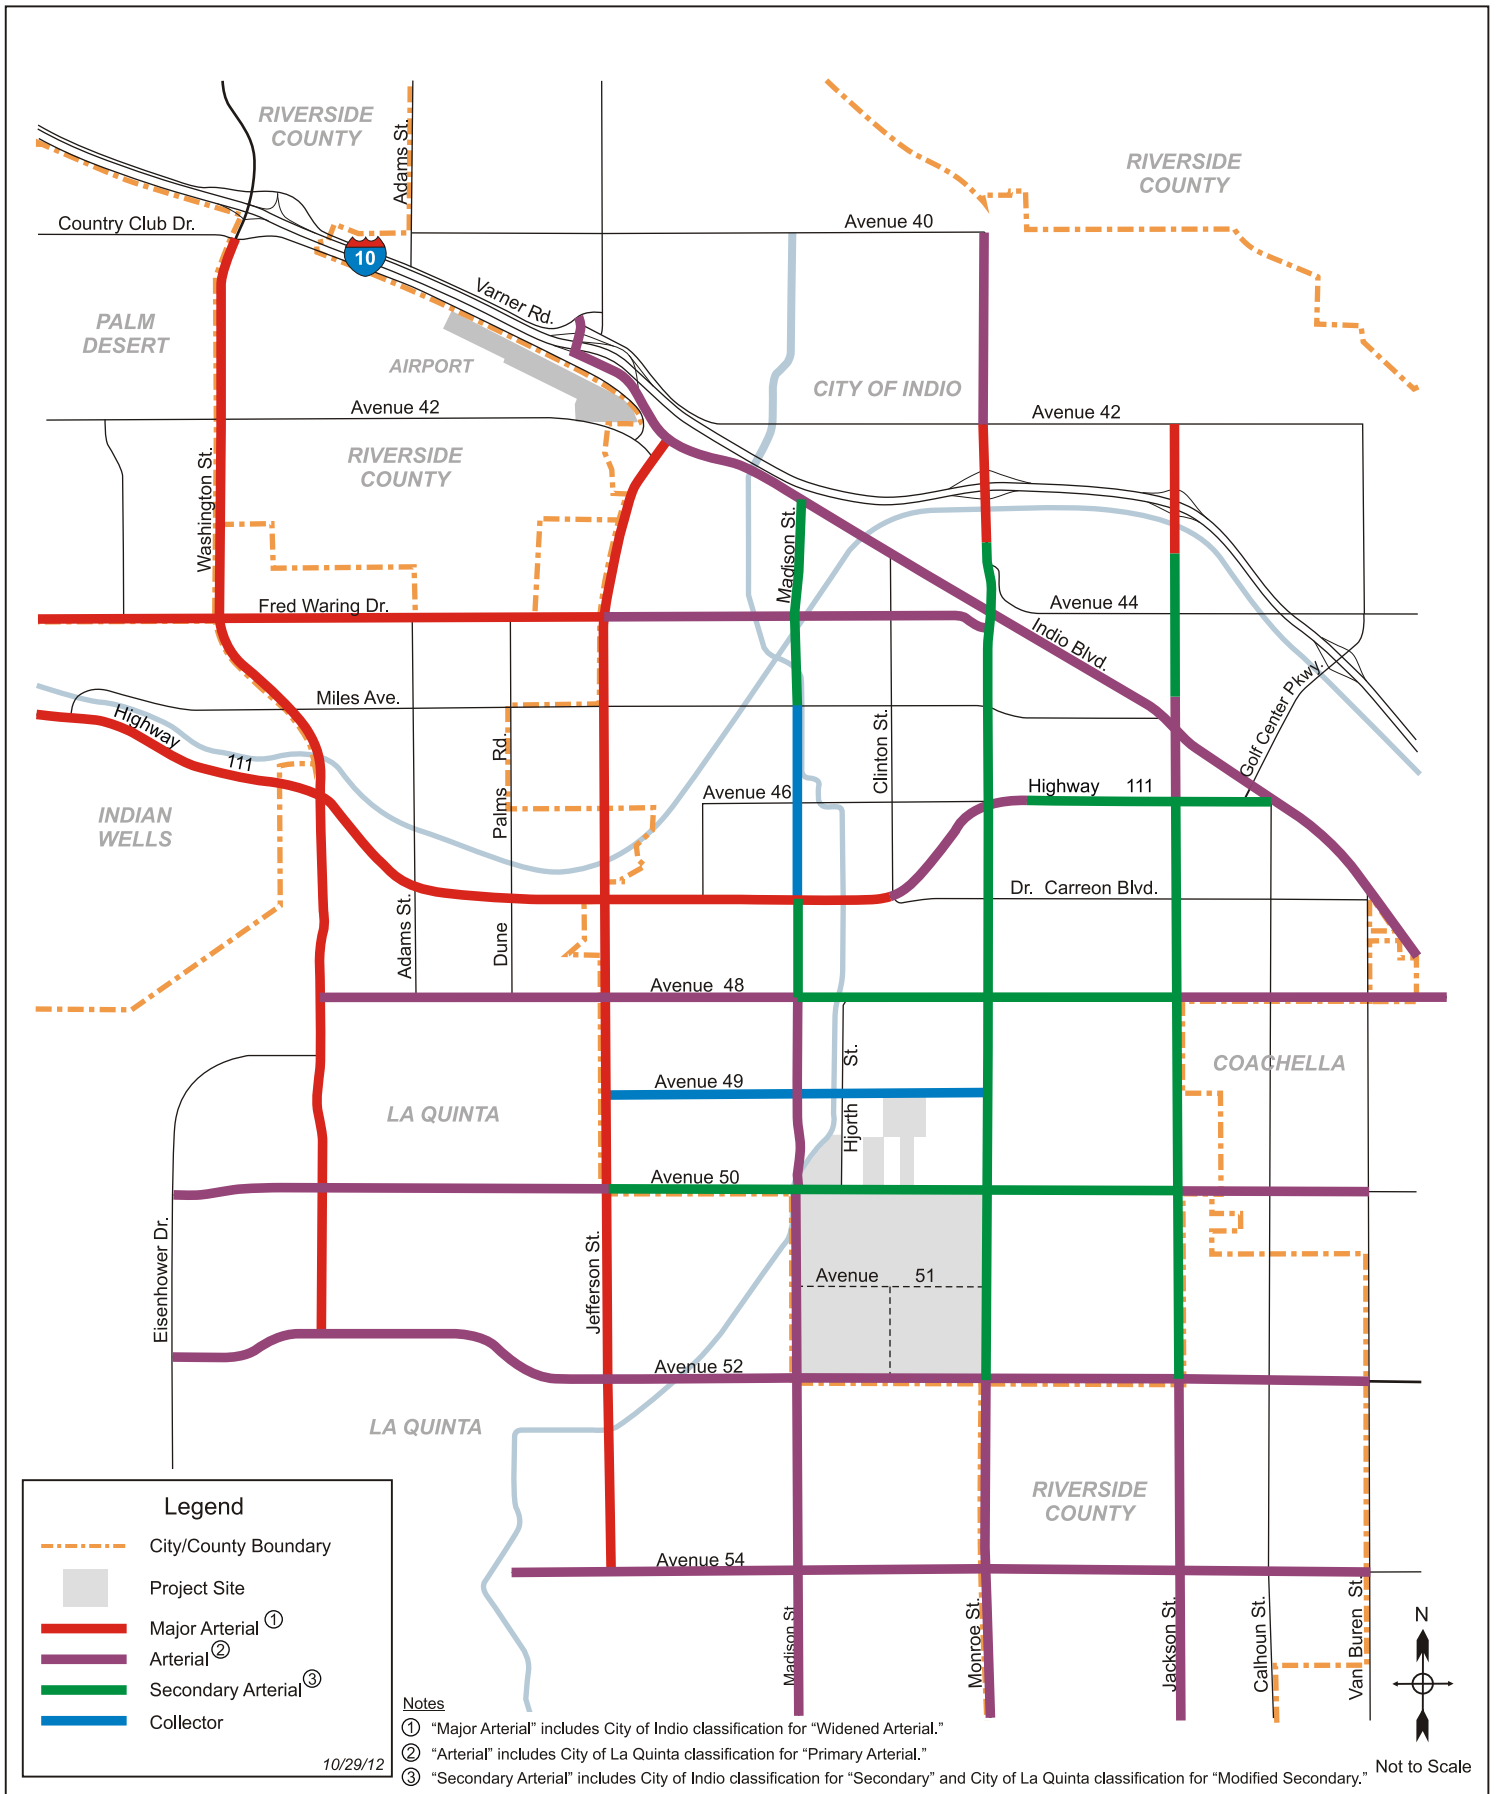 RIVERSIDE
COUNTY
Adams St.
RIVERSIDE
COUNTY
Country Club Dr.
Avenue 40
10
Varner Rd.
PALM
DESERT
AIRPORT
CITY OF INDIO
Avenue 42
Avenue 42
RIVERSIDE
COUNTY
Washington St.
Madison St.
Fred Waring Dr.
Avenue 44
Indio Blvd.
Miles Ave.
Highway 111
Palms Rd.
Clinton St.
Golf Center Pkwy.
Avenue 46
Highway 111
INDIAN
WELLS
Dr. Carreon Blvd.
Adams St.
Dune
Avenue 48
Hjorth St.
COACHELLA
Avenue 49
LA QUINTA
Avenue 50
Eisenhower Dr.
Jefferson St.
Avenue 51
Avenue 52
LA QUINTA
RIVERSIDE
COUNTY
Avenue 54
Madison St.
Monroe St.
Jackson St.
Calhoun St.
Van Buren St.
N
Not to Scale
Legend
City/County Boundary
Project Site
Major Arterial 1
Arterial 2
Secondary Arterial 3
Collector
10/29/12
Notes
1 “Major Arterial” includes City of Indio classification for “Widened Arterial.”
2 “Arterial” includes City of La Quinta classification for “Primary Arterial.”
3 “Secondary Arterial” includes City of Indio classification for “Secondary” and City of La Quinta classification for “Modified Secondary.”